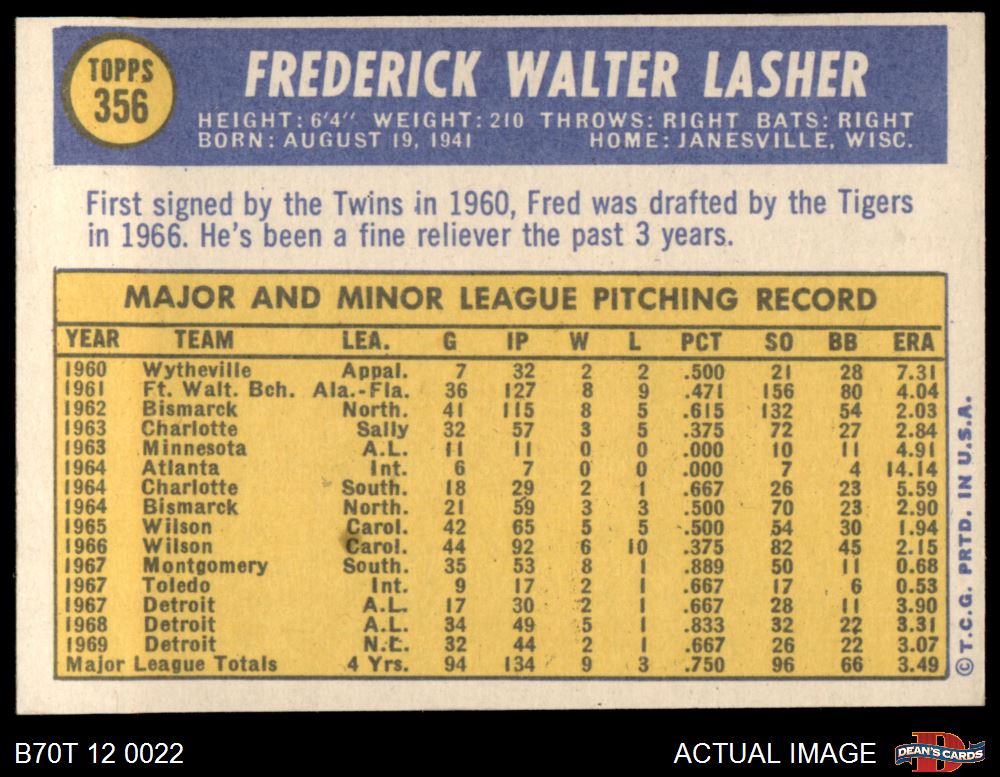 TOPPS
356
FREDERICK WALTER LASHER
HEIGHT: 6'4" WEIGHT: 210 THROWS: RIGHT BATS: RIGHT
BORN: AUGUST 19, 1941 HOME: JANESVILLE, WISC.
First signed by the Twins in 1960, Fred was drafted by the Tigers
in 1966. He's been a fine reliever the past 3 years.
MAJOR AND MINOR LEAGUE PITCHING RECORD
YEAR TEAM LEA. G IP W L PCT SO BB ERA
1960 Wytheville Appal. 7 32 2 2 .500 21 28 7.31
1961 Ft. Walt. Bch. Ala.-Fla. 36 127 8 9 .471 156 80 4.04
1962 Bismarck North. 41 115 8 5 .615 132 54 2.03
1963 Charlotte Sally 32 57 3 5 .375 72 27 2.84
1963 Minnesota A.L. 11 11 0 0 .000 10 11 4.91
1964 Atlanta Int. 6 7 0 0 .000 7 4 14.14
1964 Charlotte South. 18 29 2 1 .667 26 23 5.59
1964 Bismarck North. 21 59 3 3 .500 70 23 2.90
1965 Wilson Carol. 42 65 5 5 .500 54 30 1.94
1966 Wilson Carol. 44 92 6 10 .375 82 45 2.15
1967 Montgomery South. 35 53 8 1 .889 50 11 0.68
1967 Toledo Int. 9 17 2 1 .667 17 6 0.53
1967 Detroit A.L. 17 30 2 1 .667 28 11 3.90
1968 Detroit A.L. 34 49 5 1 .833 32 22 3.31
1969 Detroit N.L. 32 44 2 1 .667 26 22 3.07
Major League Totals 4 Yrs. 94 134 9 3 .750 96 66 3.49
© T.C.G. PRTD. IN U.S.A.
B70T 12 0022 ACTUAL IMAGE
DEAN'S CARDS